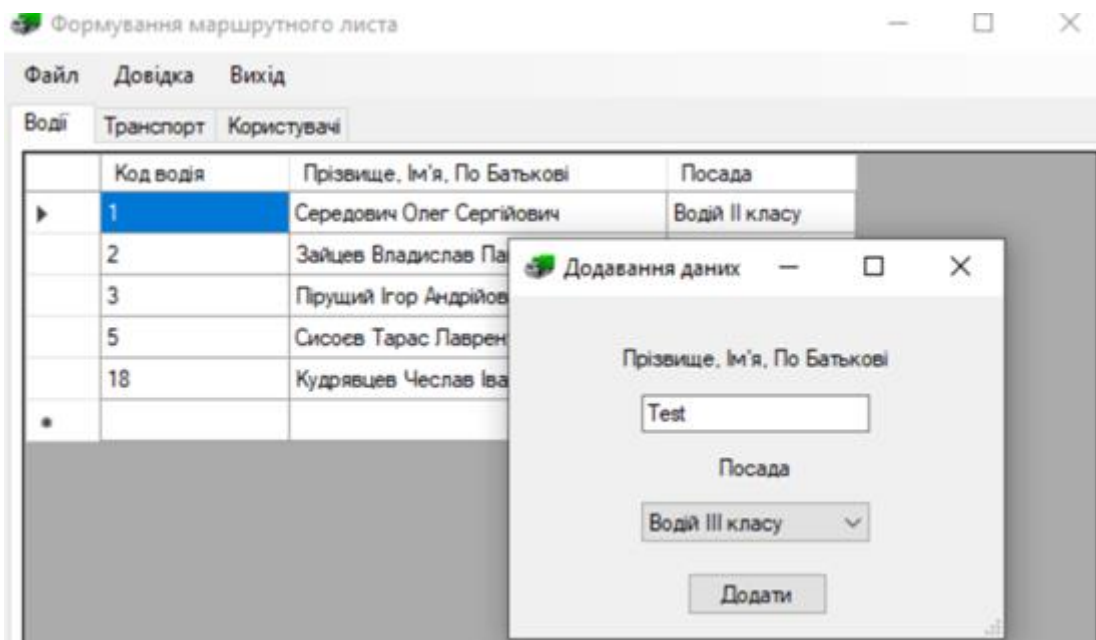 Формування маршрутного листа
Файл Довідка Вихід
Водії Транспорт Користувачі
Код водія Прізвище, Ім'я, По Батькові Посада
1 Середович Олег Сергійович Водій ІІ класу
2 Зайцев Владислав
3 Пірущий Ігор
5 Сисоєв Тарас
18 Кудрявцев Чеслав
Додавання даних
Прізвище, Ім'я, По Батькові
Test
Посада
Водій ІІІ класу
Додати